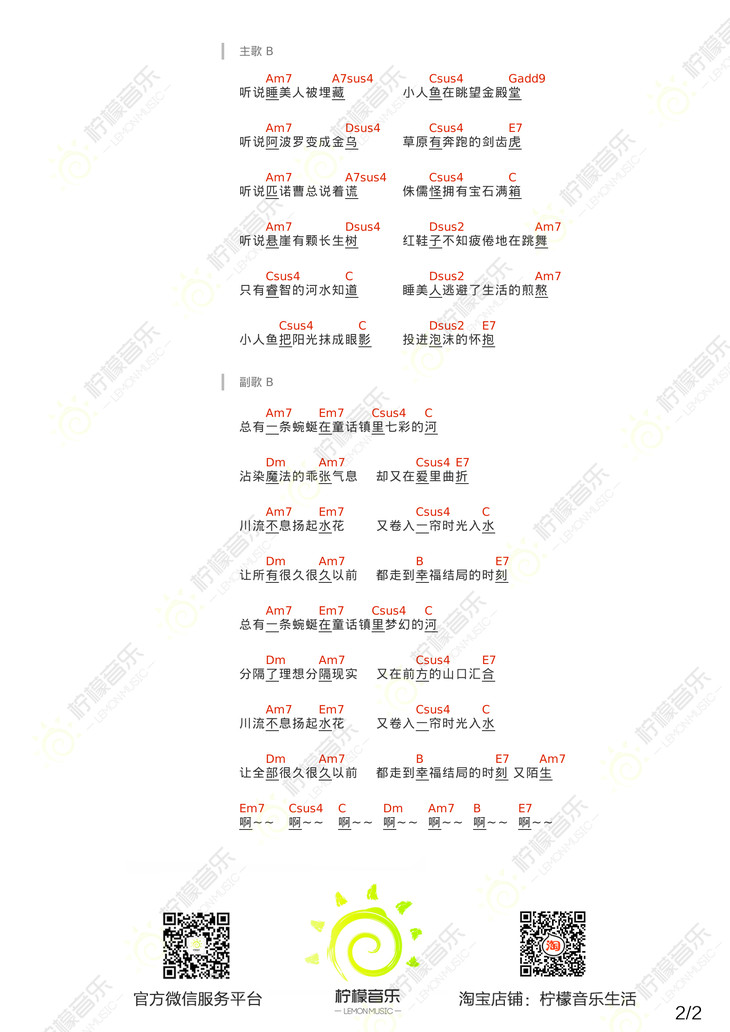 主歌 B
Am7 A7sus4 Csus4 Gadd9
听说睡美人被埋藏 小人鱼在眺望金殿堂
Am7 Dsus4 Csus4 E7
听说阿波罗变成金乌 草原有奔跑的剑齿虎
Am7 A7sus4 Csus4 C
听说匹诺曹总说着谎 侏儒怪拥有宝石满箱
Am7 Dsus4 Dsus2 Am7
听说悬崖有颗长生树 红鞋子不知疲倦地在跳舞
Csus4 C Dsus2 Am7
只有睿智的河水知道 睡美人逃避了生活的煎熬
Csus4 C Dsus2 E7
小人鱼把阳光抹成眼影 投进泡沫的怀抱
副歌 B
Am7 Em7 Csus4 C
总有一条蜿蜒在童话镇里七彩的河
Dm Am7 Csus4 E7
沾染魔法的乖张气息 却又在爱里曲折
Am7 Em7 Csus4 C
川流不息扬起水花 又卷入一帘时光入水
Dm Am7 B E7
让所有很久很久以前 都走到幸福结局的时刻
Am7 Em7 Csus4 C
总有一条蜿蜒在童话镇里梦幻的河
Dm Am7 Csus4 E7
分隔了理想分隔现实 又在前方的山口汇合
Am7 Em7 Csus4 C
川流不息扬起水花 又卷入一帘时光入水
Dm Am7 B E7 Am7
让全部很久很久以前 都走到幸福结局的时刻 又陌生
Em7 Csus4 C Dm Am7 B E7
啊~~ 啊~~ 啊~~ 啊~~ 啊~~ 啊~~ 啊~~
官方微信服务平台
柠檬音乐
LEMON MUSIC
淘
淘宝店铺：柠檬音乐生活
2/2